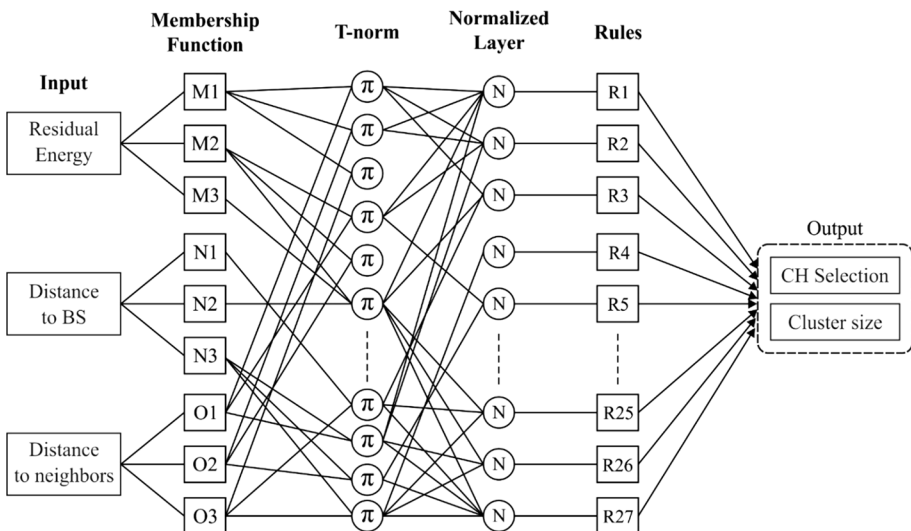 Membership
Function
T-norm
Normalized
Layer
Rules
Input
Residual
Energy
Distance
to BS
Distance
to neighbors
M1
M2
M3
N1
N2
N3
O1
O2
O3
π
π
π
π
π
π
π
π
π
π
N
N
N
N
N
N
N
N
R1
R2
R3
R4
R5
R25
R26
R27
Output
CH Selection
Cluster size